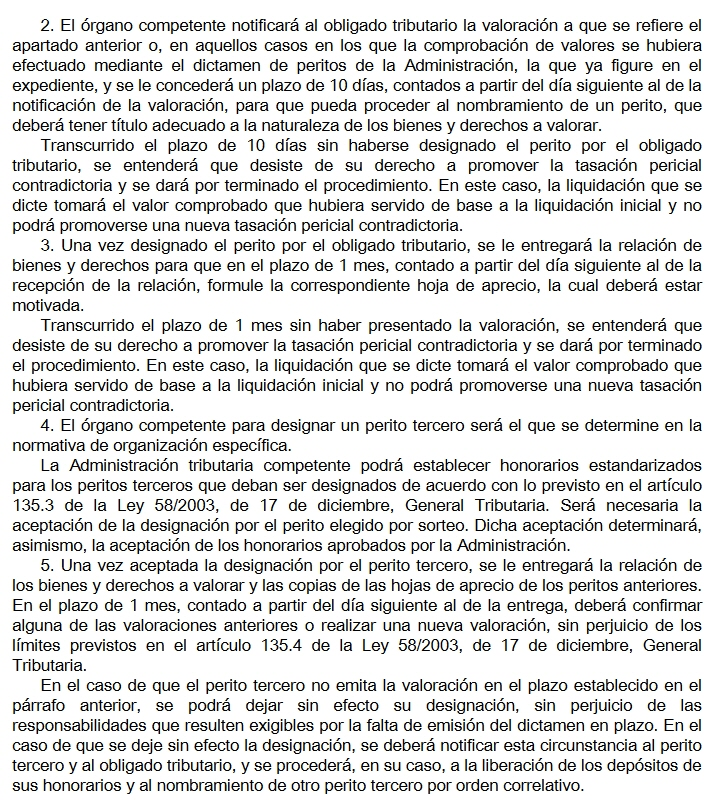 2. El órgano competente notificará al obligado tributario la valoración a que se refiere el
apartado anterior o, en aquellos casos en los que la comprobación de valores se hubiera
efectuado mediante el dictamen de peritos de la Administración, la que ya figure en el
expediente, y se le concederá un plazo de 10 días, contados a partir del día siguiente al de la
notificación de la valoración, para que pueda proceder al nombramiento de un perito, que
deberá tener título adecuado a la naturaleza de los bienes y derechos a valorar.
Transcurrido el plazo de 10 días sin haberse designado el perito por el obligado
tributario, se entenderá que desiste de su derecho a promover la tasación pericial
contradictoria y se dará por terminado el procedimiento. En este caso, la liquidación que se
dicte tomará el valor comprobado que hubiera servido de base a la liquidación inicial y no
podrá promoverse una nueva tasación pericial contradictoria.
3. Una vez designado el perito por el obligado tributario, se le entregará la relación de
bienes y derechos para que en el plazo de 1 mes, contado a partir del día siguiente al de la
recepción de la relación, formule la correspondiente hoja de aprecio, la cual deberá estar
motivada.
Transcurrido el plazo de 1 mes sin haber presentado la valoración, se entenderá que
desiste de su derecho a promover la tasación pericial contradictoria y se dará por terminado
el procedimiento. En este caso, la liquidación que se dicte tomará el valor comprobado que
hubiera servido de base a la liquidación inicial y no podrá promoverse una nueva tasación
pericial contradictoria.
4. El órgano competente para designar un perito tercero será el que se determine en la
normativa de organización específica.
La Administración tributaria competente podrá establecer honorarios estandarizados
para los peritos terceros que deban ser designados de acuerdo con lo previsto en el artículo
135.3 de la Ley 58/2003, de 17 de diciembre, General Tributaria. Será necesaria la
aceptación de la designación por el perito elegido por sorteo. Dicha aceptación determinará,
asimismo, la aceptación de los honorarios aprobados por la Administración.
5. Una vez aceptada la designación por el perito tercero, se le entregará la relación de
los bienes y derechos a valorar y las copias de las hojas de aprecio de los peritos anteriores.
En el plazo de 1 mes, contado a partir del día siguiente al de la entrega, deberá confirmar
alguna de las valoraciones anteriores o realizar una nueva valoración, sin perjuicio de los
límites previstos en el artículo 135.4 de la Ley 58/2003, de 17 de diciembre, General
Tributaria.
En el caso de que el perito tercero no emita la valoración en el plazo establecido en el
párrafo anterior, se podrá dejar sin efecto su designación, sin perjuicio de las
responsabilidades que resulten exigibles por la falta de emisión del dictamen en plazo. En el
caso de que se deje sin efecto la designación, se deberá notificar esta circunstancia al perito
tercero y al obligado tributario, y se procederá, en su caso, a la liberación de los depósitos de
sus honorarios y al nombramiento de otro perito tercero por orden correlativo.